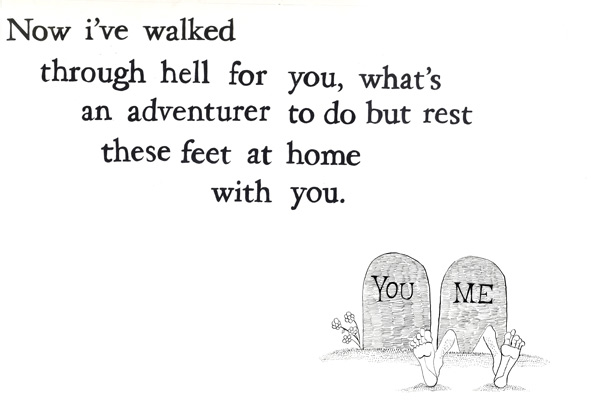 Now i've walked
through hell for you, what's
an adventurer to do but rest
these feet at home
with you.
YOU ME